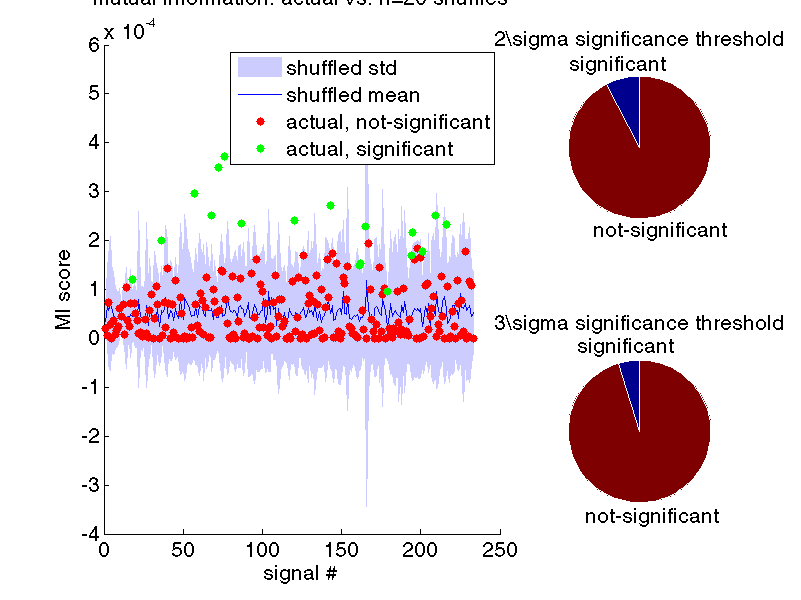 mutual information: actual vs. n=20 shuffles
x 10^-4
6
5
4
3
2
1
0
-1
-2
-3
-4
0 50 100 150 200 250
MI score
signal #
shuffled std
shuffled mean
actual, not-significant
actual, significant
2\sigma significance threshold
significant
not-significant
3\sigma significance threshold
significant
not-significant